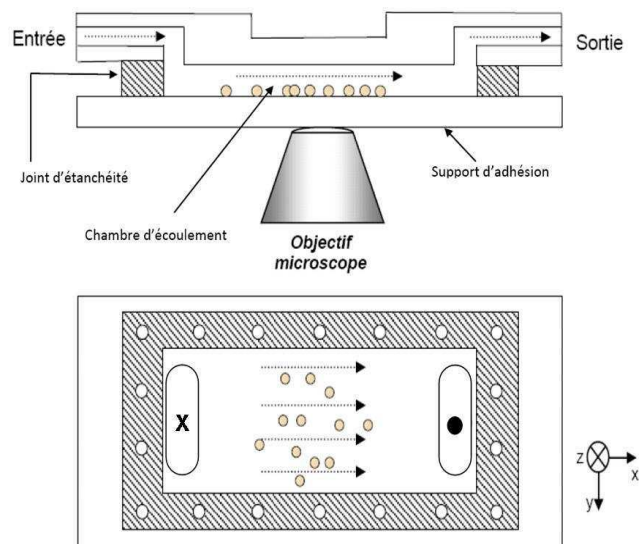 Entrée
Sortie
Joint d'étanchéité
Support d'adhésion
Chambre d'écoulement
Objectif
microscope
X
z
x
y